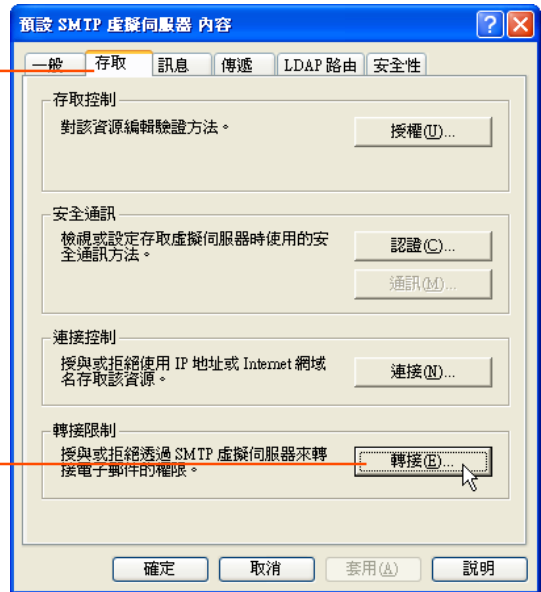 預設 SMTP 虛擬伺服器 內容
一般 存取 訊息 傳遞 LDAP 路由 安全性
存取控制
對該資源編輯驗證方法。
授權(U)...
安全通訊
檢視或設定存取虛擬伺服器時使用的安
全通訊方法。
認證(C)...
通訊(M)...
連接控制
授與或拒絕使用 IP 地址或 Internet 網域
名存取該資源。
連接(N)...
轉接限制
授與或拒絕透過 SMTP 虛擬伺服器來轉
接電子郵件的權限。
轉接(E)...
確定 取消 套用(A) 說明